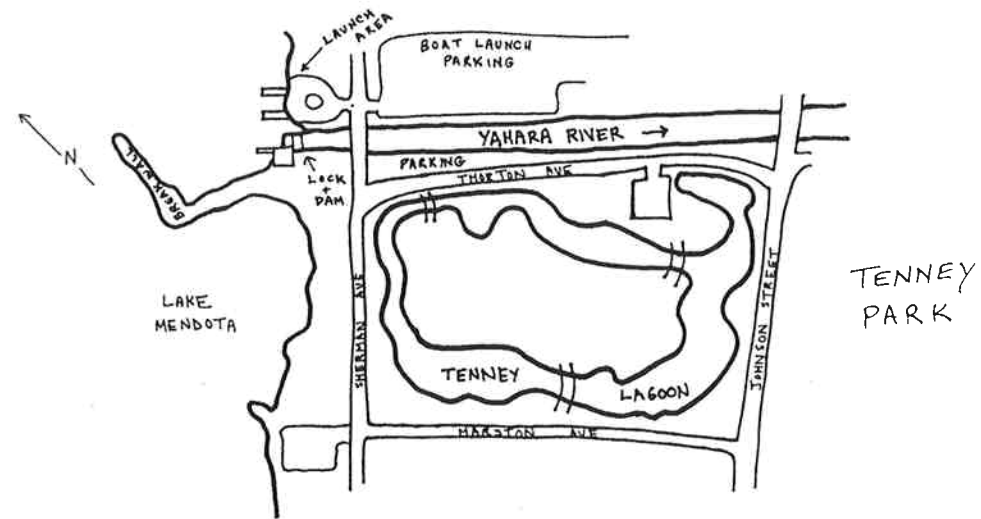 LAUNCH
AREA
BOAT LAUNCH
PARKING
N
YAHARA RIVER →
BREAKWALL
LOCK
+
DAM
PARKING
THORTON AVE
LAKE
MENDOTA
SHERMAN AVE
JOHNSON STREET
TENNEY
PARK
TENNEY
LAGOON
MARSTON AVE